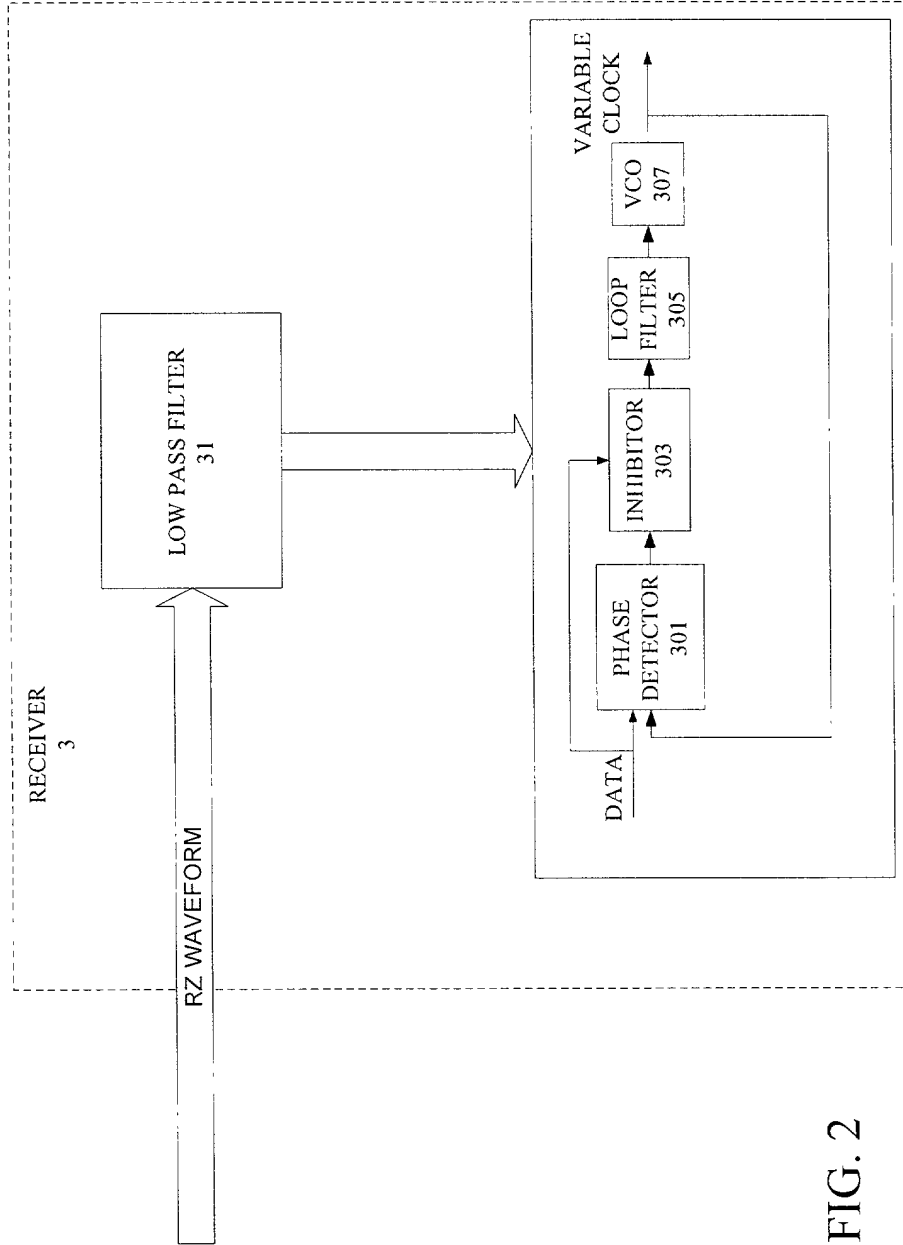 RECEIVER
3
RZ WAVEFORM
LOW PASS FILTER
31
DATA
PHASE
DETECTOR
301
INHIBITOR
303
LOOP
FILTER
305
VCO
307
VARIABLE
CLOCK
FIG. 2